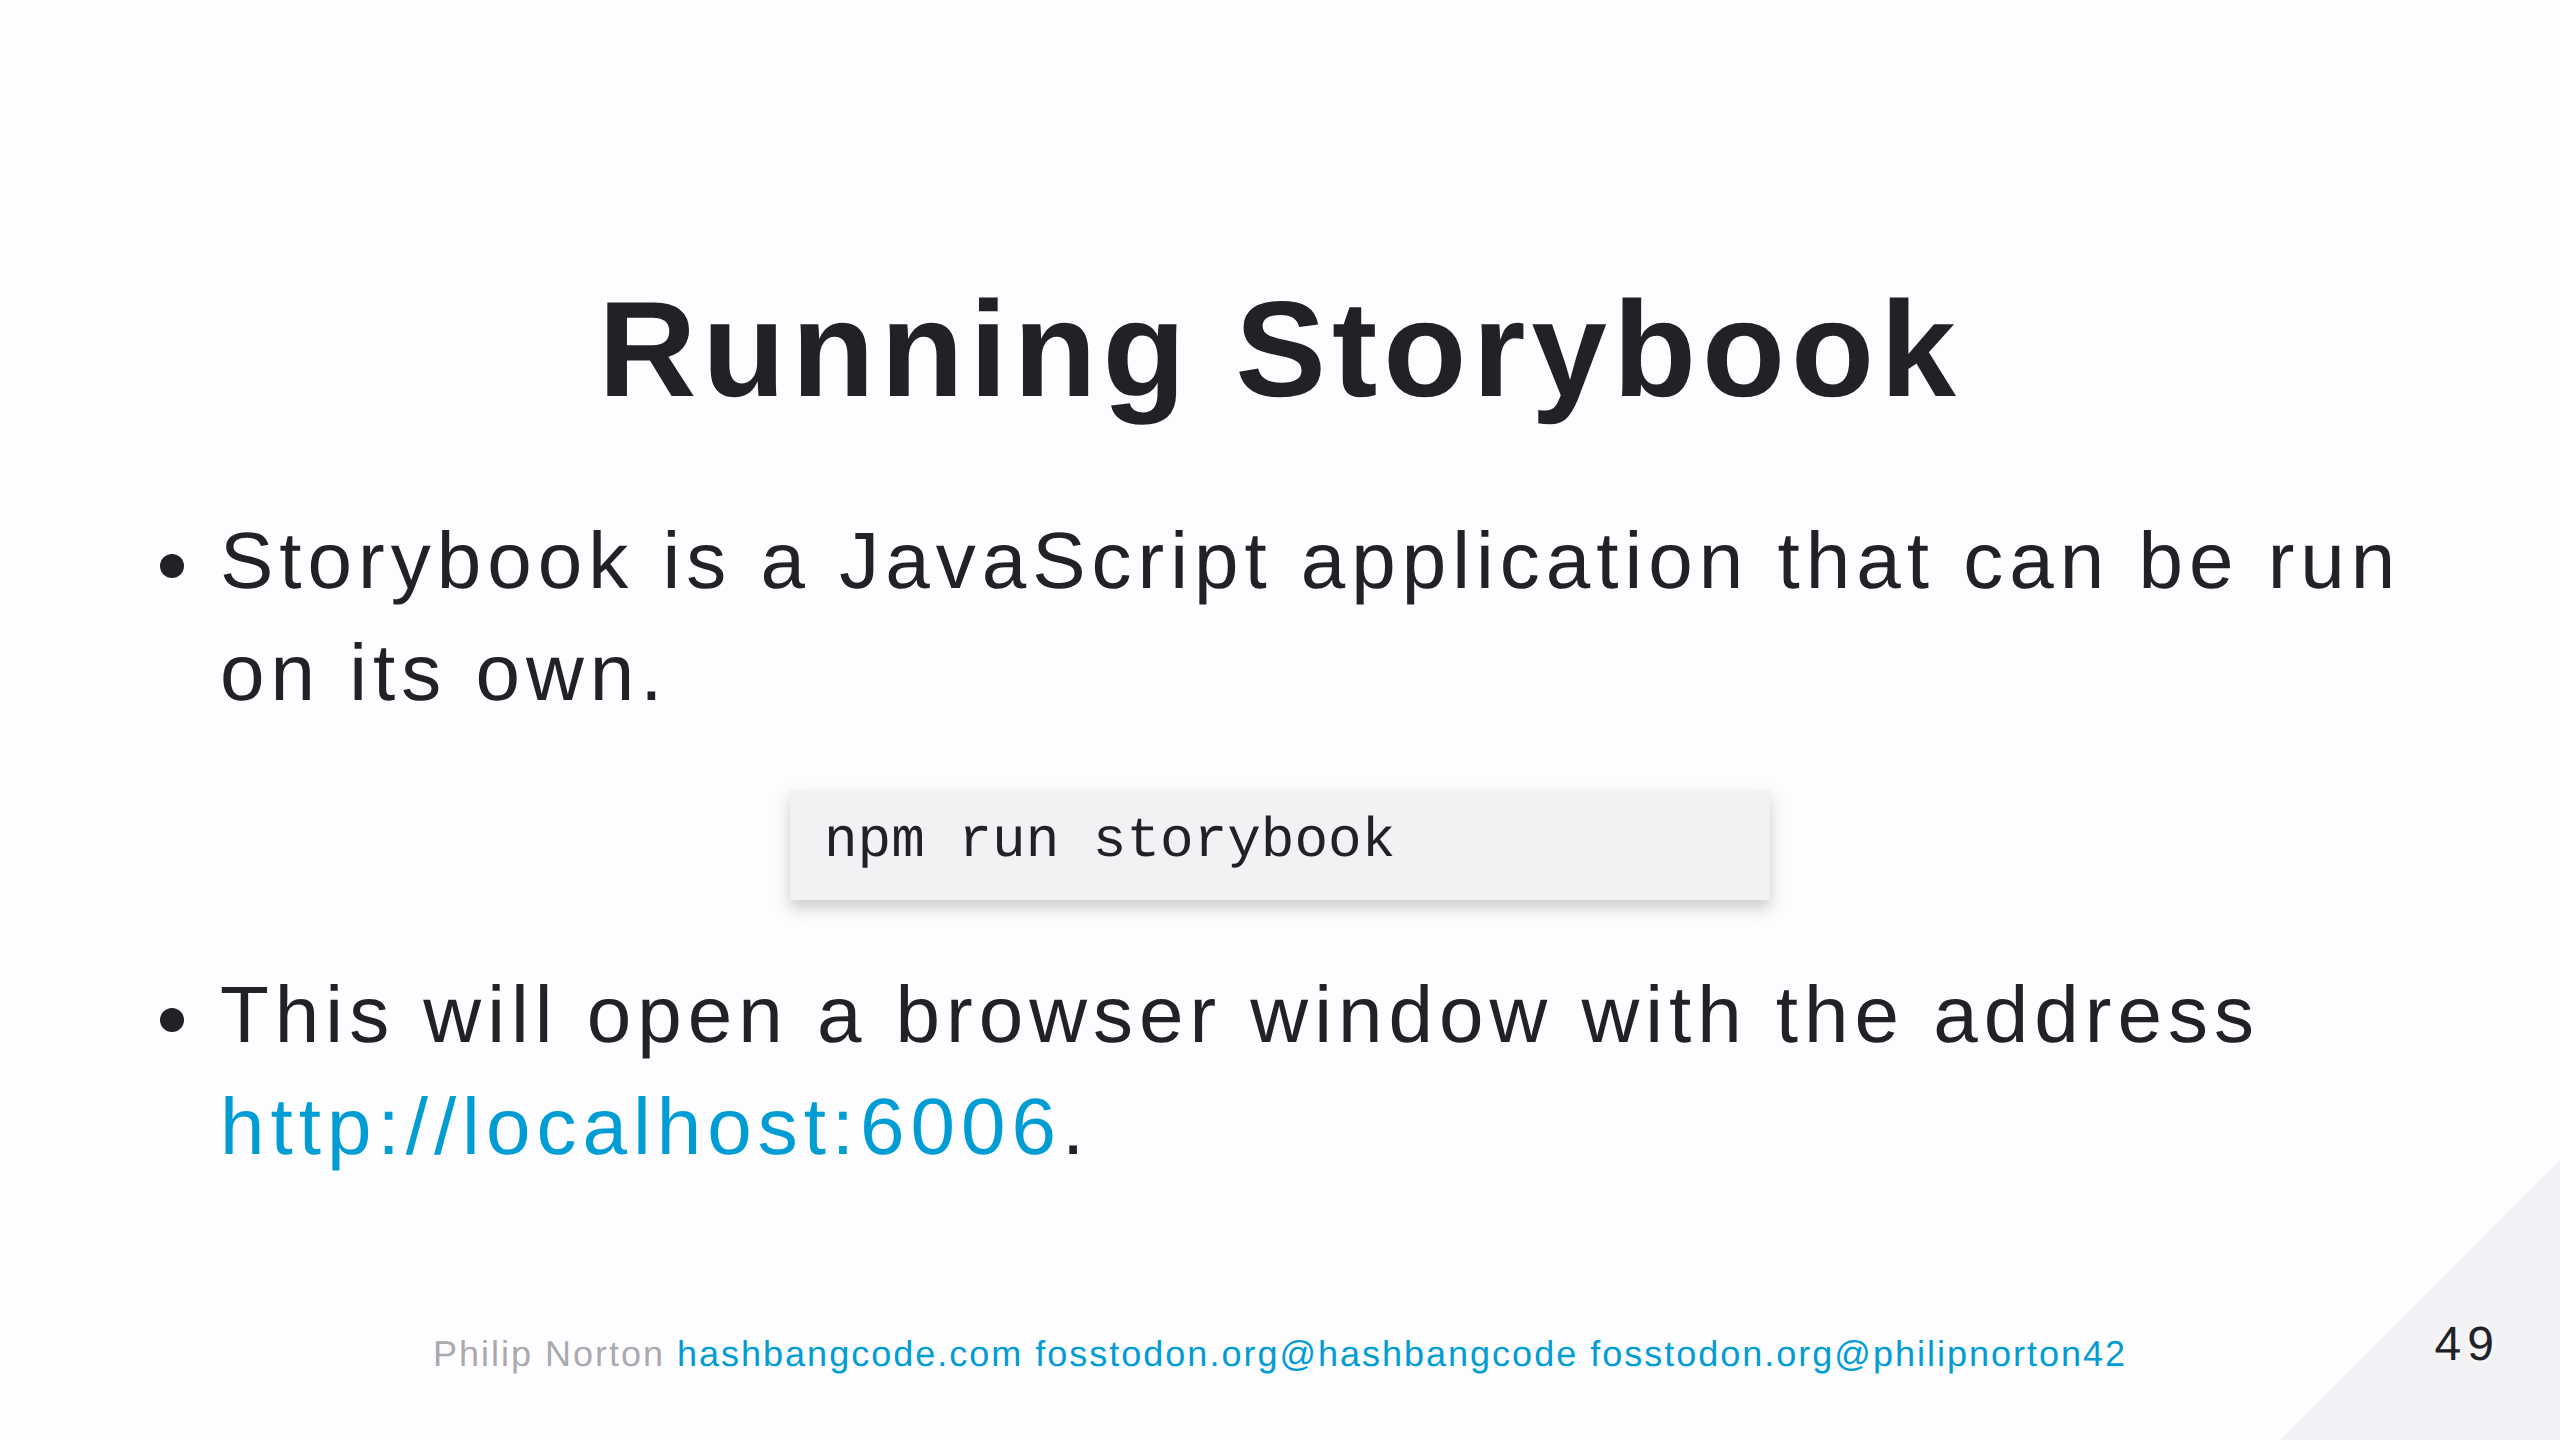 Running Storybook
• Storybook is a JavaScript application that can be run
on its own.
npm run storybook
• This will open a browser window with the address
http://localhost:6006.
Philip Norton hashbangcode.com fosstodon.org@hashbangcode fosstodon.org@philipnorton42
49